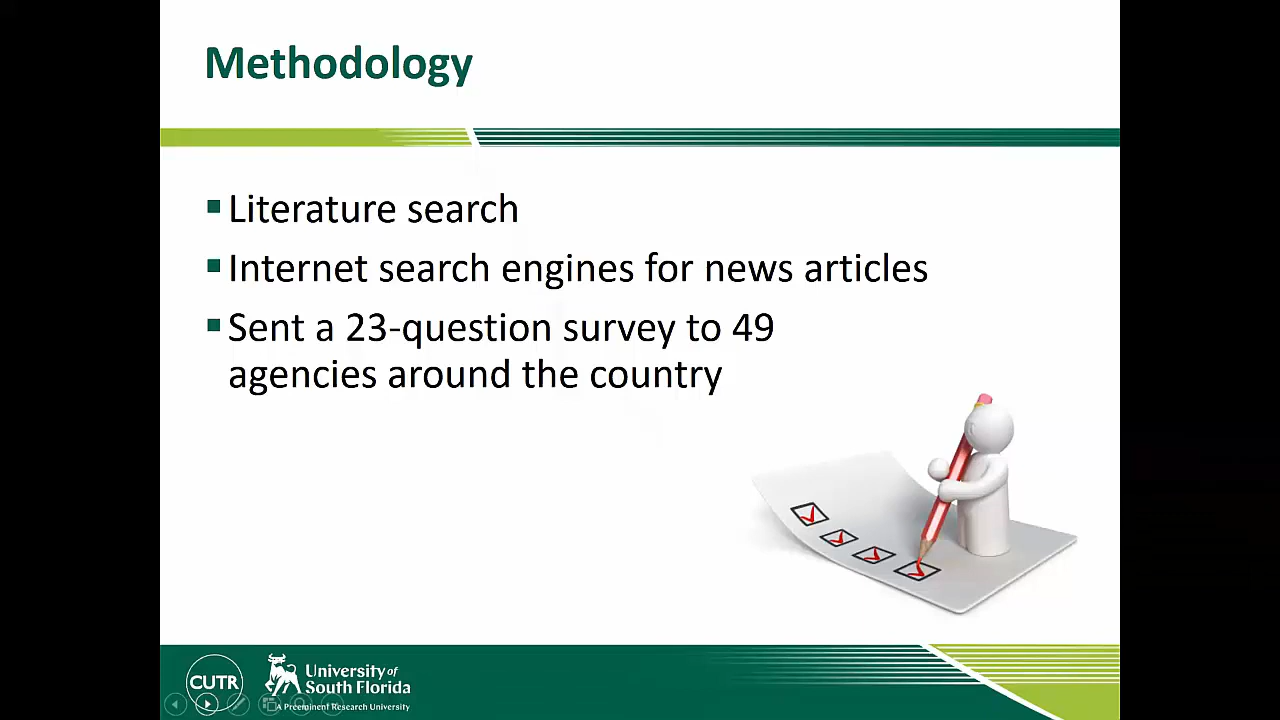 Methodology
Literature search
Internet search engines for news articles
Sent a 23-question survey to 49
agencies around the country
CUTR
University of
South Florida
A Preeminent Research University